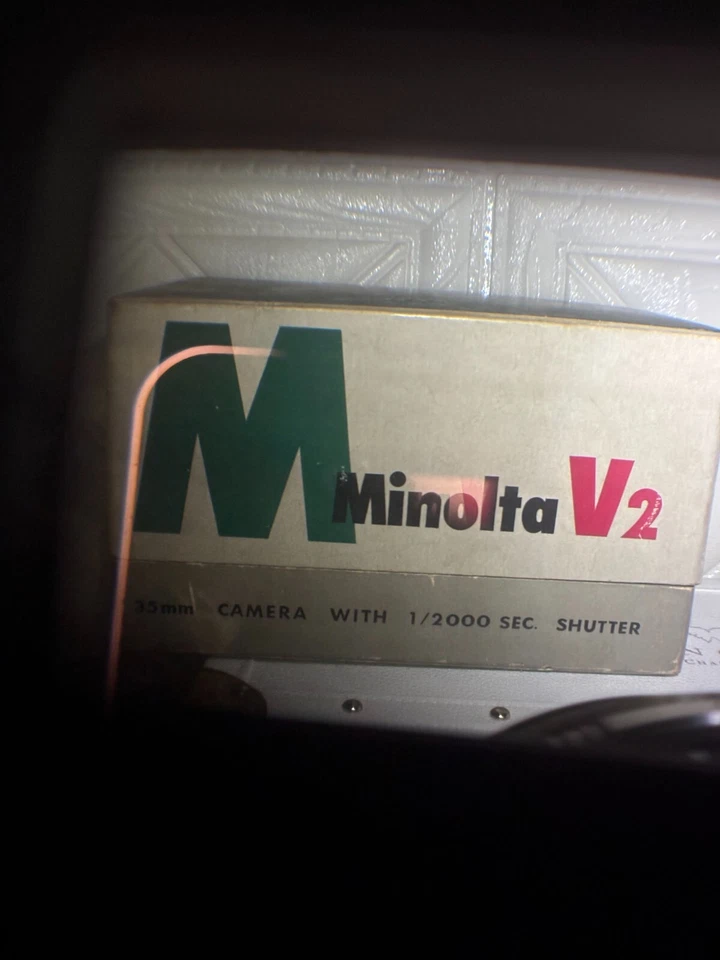 M
Minolta V2
35mm CAMERA WITH 1/2000 SEC. SHUTTER